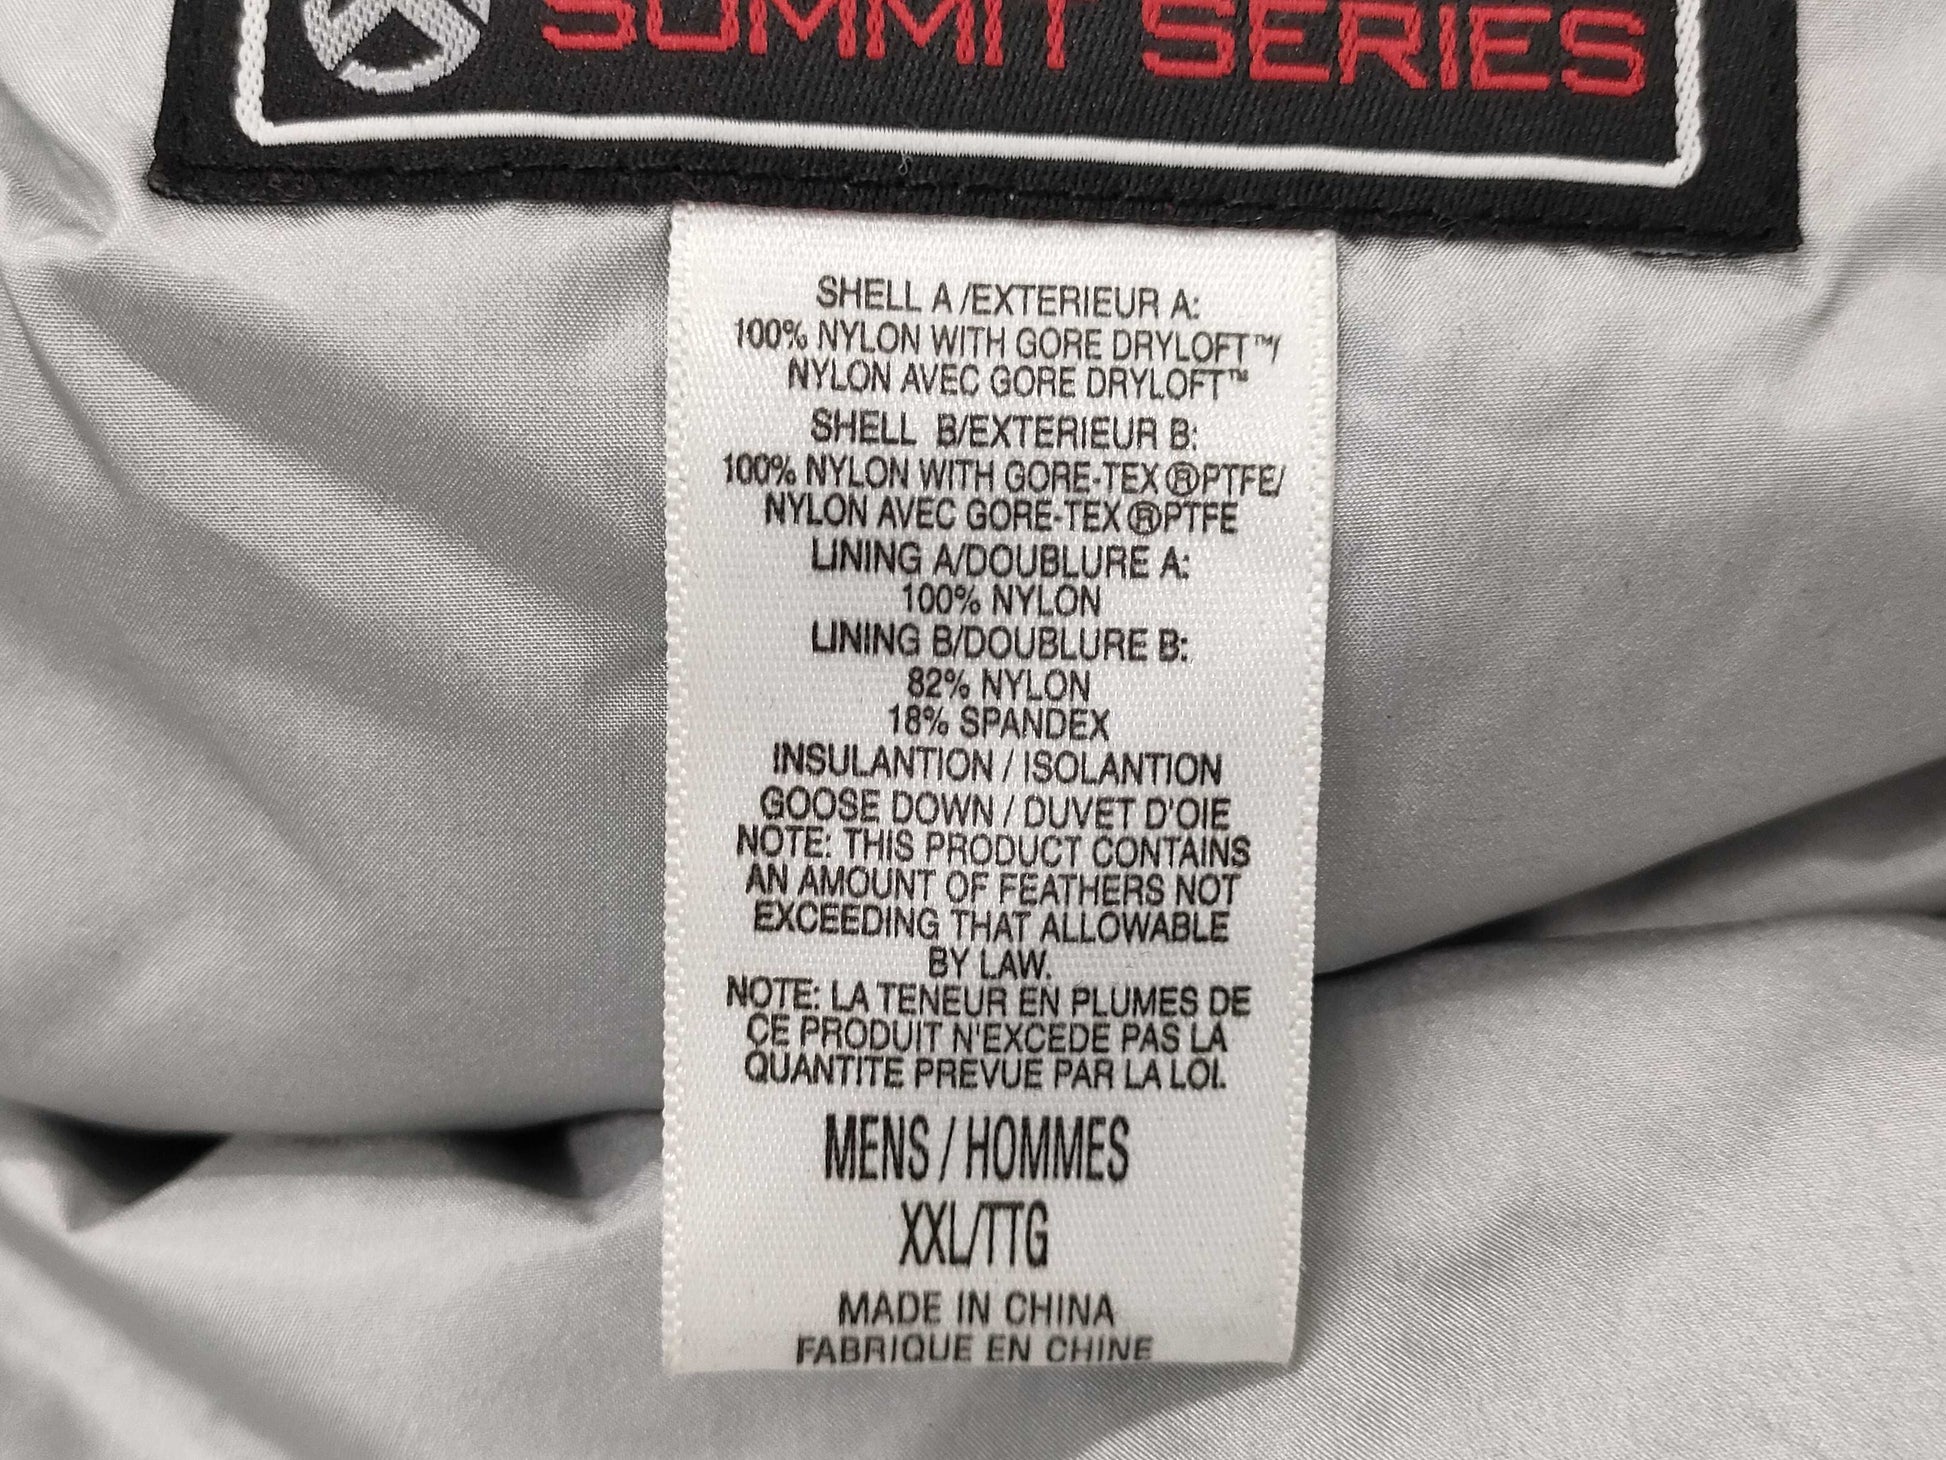 SUMMIT SERIES
SHELL A /EXTERIEUR A:
100% NYLON WITH GORE DRYLOFT™/
NYLON AVEC GORE DRYLOFT™
SHELL B/EXTERIEUR B:
100% NYLON WITH GORE-TEX ®PTFE/
NYLON AVEC GORE-TEX ®PTFE
LINING A/DOUBLURE A:
100% NYLON
LINING B/DOUBLURE B:
82% NYLON
18% SPANDEX
INSULANTION / ISOLANTION
GOOSE DOWN / DUVET D'OIE
NOTE: THIS PRODUCT CONTAINS
AN AMOUNT OF FEATHERS NOT
EXCEEDING THAT ALLOWABLE
BY LAW.
NOTE: LA TENEUR EN PLUMES DE
ÇE PRODUIT N'EXCEDE PAS LA
QUANTITE PREVUE PAR LA LOI.
MENS / HOMMES
XXL/TTG
MADE IN CHINA
FABRIQUE EN CHINE